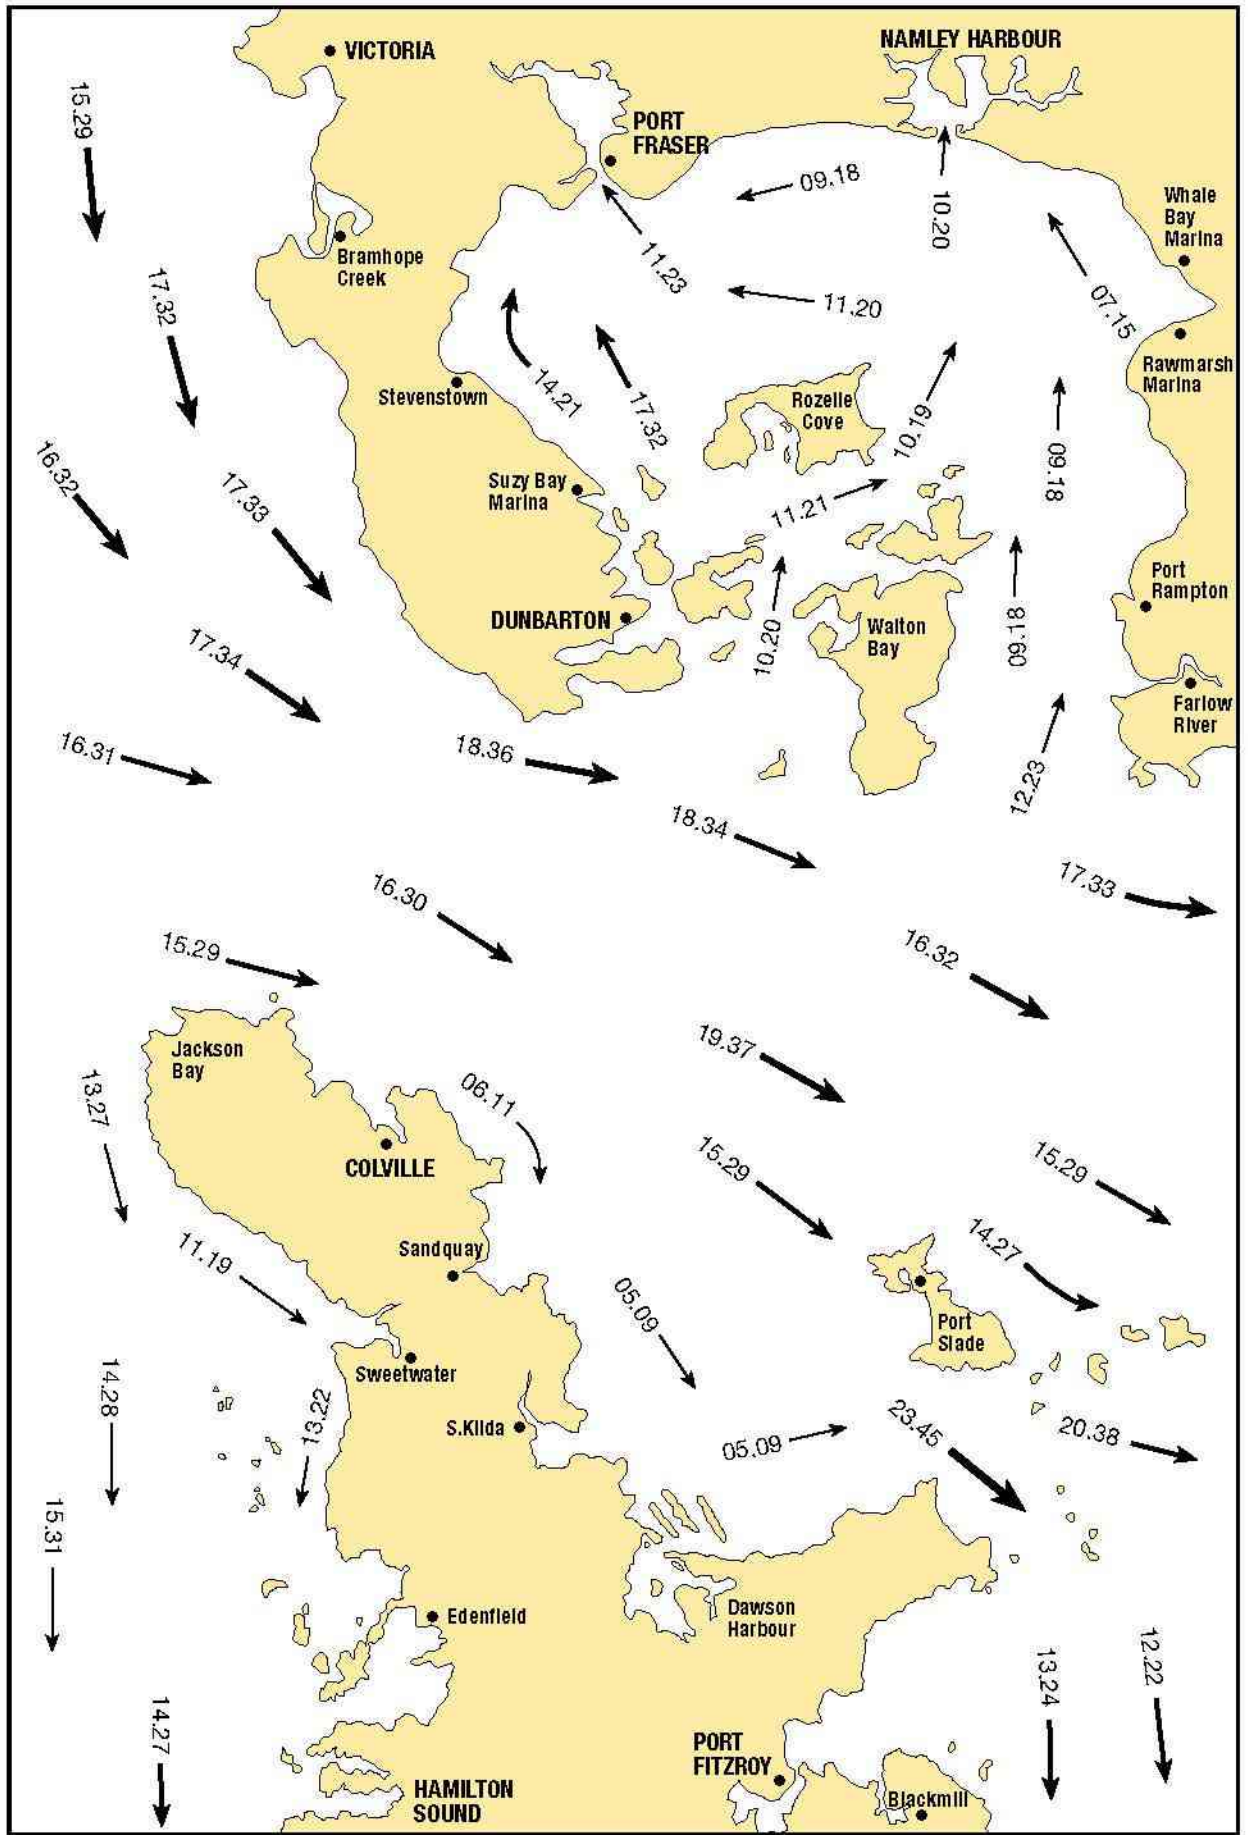 NAMLEY HARBOUR
VICTORIA
15.29
PORT
FRASER
09.18
10.20
Whale
Bay
Marina
Bramhope
Creek
11.23
17.32
11.20
07.15
Rawmarsh
Marina
Stevenstown
14.21
17.32
Rozelle
Cove
10.19
16.32
17.33
Suzy Bay
Marina
11.21
09.18
Port
Rampton
DUNBARTON
10.20
Walton
Bay
09.18
17.34
Farlow
River
16.31
18.36
12.23
18.34
17.33
16.30
15.29
16.32
Jackson
Bay
19.37
13.27
06.11
COLVILLE
15.29
15.29
11.19
Sandquay
14.27
05.09
Port
Slade
Sweetwater
14.28
13.22
S.Kilda
05.09
23.45
20.38
15.31
Edenfield
Dawson
Harbour
13.24
12.22
14.27
PORT
FITZROY
HAMILTON
SOUND
Blackmill